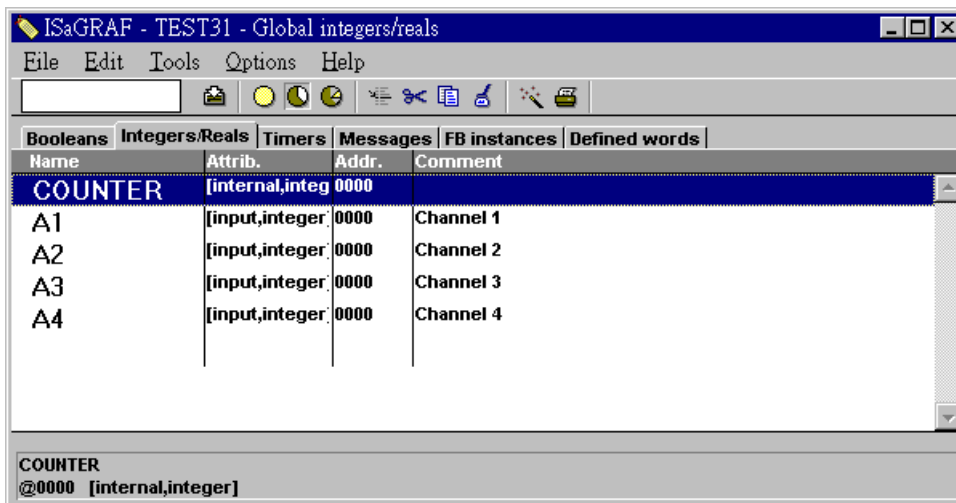 ISaGRAF - TEST31 - Global integers/reals
File Edit Tools Options Help
Booleans Integers/Reals Timers Messages FB instances Defined words
Name Attrib. Addr. Comment
COUNTER [internal,integ 0000
A1 [input,integer] 0000 Channel 1
A2 [input,integer] 0000 Channel 2
A3 [input,integer] 0000 Channel 3
A4 [input,integer] 0000 Channel 4
COUNTER
@0000 [internal,integer]